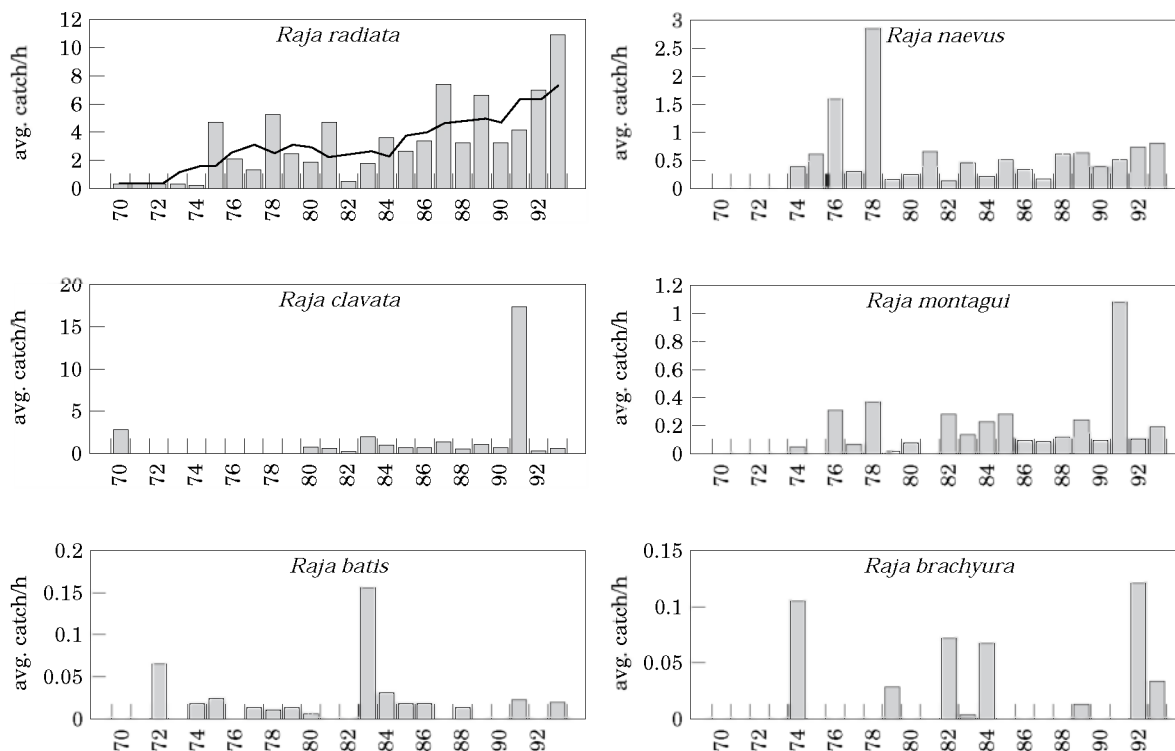 Raja radiata
avg. catch/h
12
10
8
6
4
2
0
70 72 74 76 78 80 82 84 86 88 90 92
Raja naevus
avg. catch/h
3
2.5
2
1.5
1
0.5
0
70 72 74 76 78 80 82 84 86 88 90 92
Raja clavata
avg. catch/h
20
15
10
5
0
70 72 74 76 78 80 82 84 86 88 90 92
Raja montagui
avg. catch/h
1.2
1
0.8
0.6
0.4
0.2
0
70 72 74 76 78 80 82 84 86 88 90 92
Raja batis
avg. catch/h
0.2
0.15
0.1
0.05
0
70 72 74 76 78 80 82 84 86 88 90 92
Raja brachyura
avg. catch/h
0.15
0.1
0.05
0
70 72 74 76 78 80 82 84 86 88 90 92